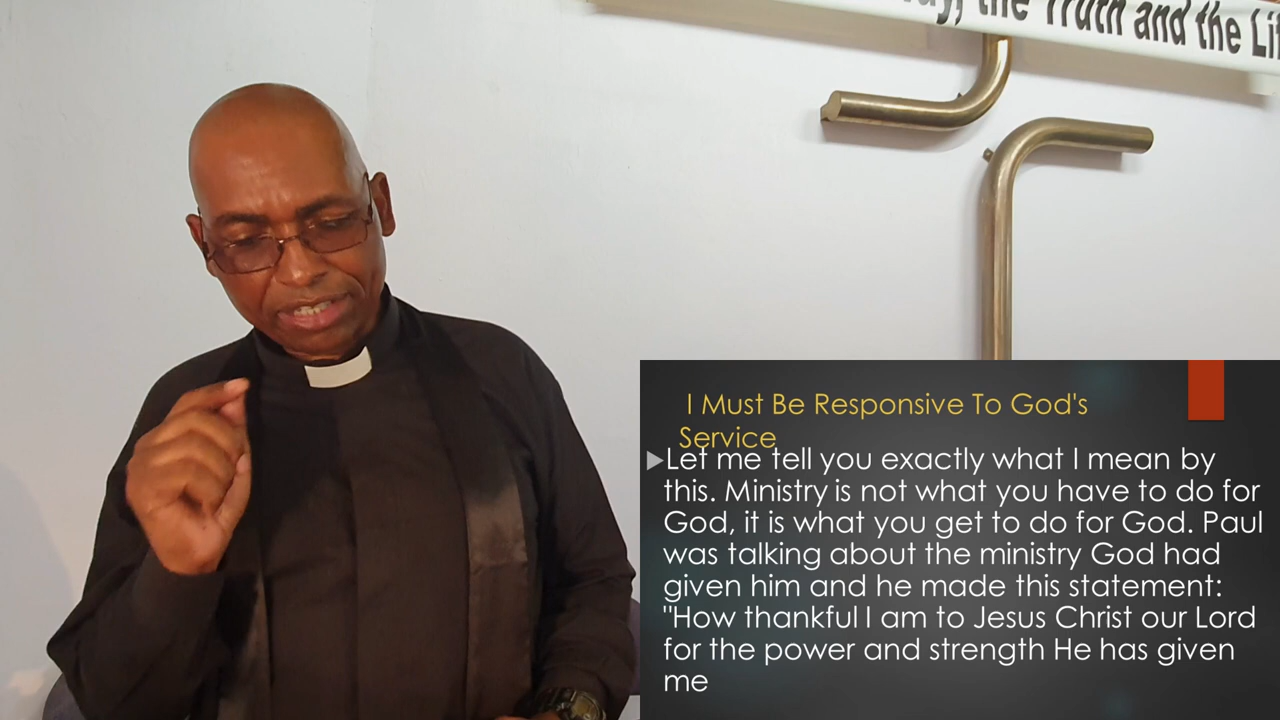 the Truth and the
I Must Be Responsive To God's
Service
Let me tell you exactly what I mean by
this. Ministry is not what you have to do for
God, it is what you get to do for God. Paul
was talking about the ministry God had
given him and he made this statement:
"How thankful I am to Jesus Christ our Lord
for the power and strength He has given
me